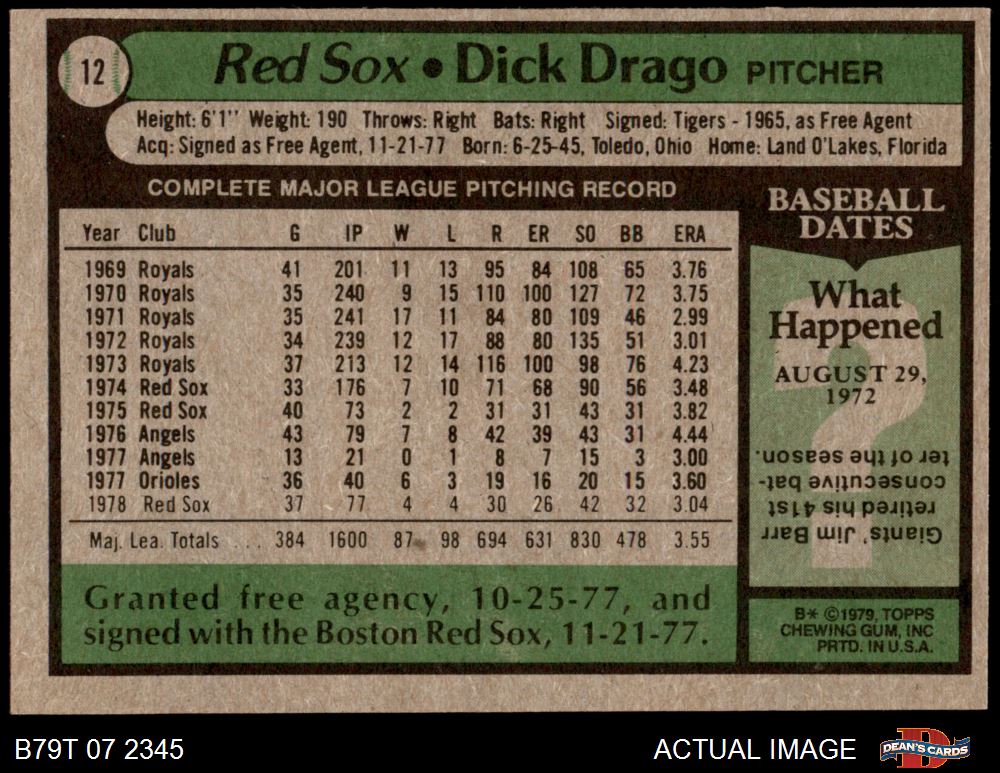 12
Red Sox • Dick Drago PITCHER
Height: 6'1" Weight: 190 Throws: Right Bats: Right Signed: Tigers - 1965, as Free Agent
Acq: Signed as Free Agent, 11-21-77 Born: 6-25-45, Toledo, Ohio Home: Land O'Lakes, Florida
COMPLETE MAJOR LEAGUE PITCHING RECORD
Year Club G IP W L R ER SO BB ERA
1969 Royals 41 201 11 13 95 84 108 65 3.76
1970 Royals 35 240 9 15 110 100 127 72 3.75
1971 Royals 35 241 17 11 84 80 109 46 2.99
1972 Royals 34 239 12 17 88 80 135 51 3.01
1973 Royals 37 213 12 14 116 100 98 76 4.23
1974 Red Sox 33 176 7 10 71 68 90 56 3.48
1975 Red Sox 40 73 2 2 31 31 43 31 3.82
1976 Angels 43 79 7 8 42 39 43 31 4.44
1977 Angels 13 21 0 1 8 7 15 3 3.00
1977 Orioles 36 40 6 3 19 16 20 15 3.60
1978 Red Sox 37 77 4 4 30 26 42 32 3.04
Maj. Lea. Totals ... 384 1600 87 98 694 631 830 478 3.55
Granted free agency, 10-25-77, and
signed with the Boston Red Sox, 11-21-77.
BASEBALL
DATES
What
Happened
AUGUST 29,
1972
Giants' Jim Barr
retired his 41st
consecutive bat-
ter of the season.
B* ©1979, TOPPS
CHEWING GUM, INC
PRTD. IN U.S.A.
B79T 07 2345
ACTUAL IMAGE
DEAN'S CARDS